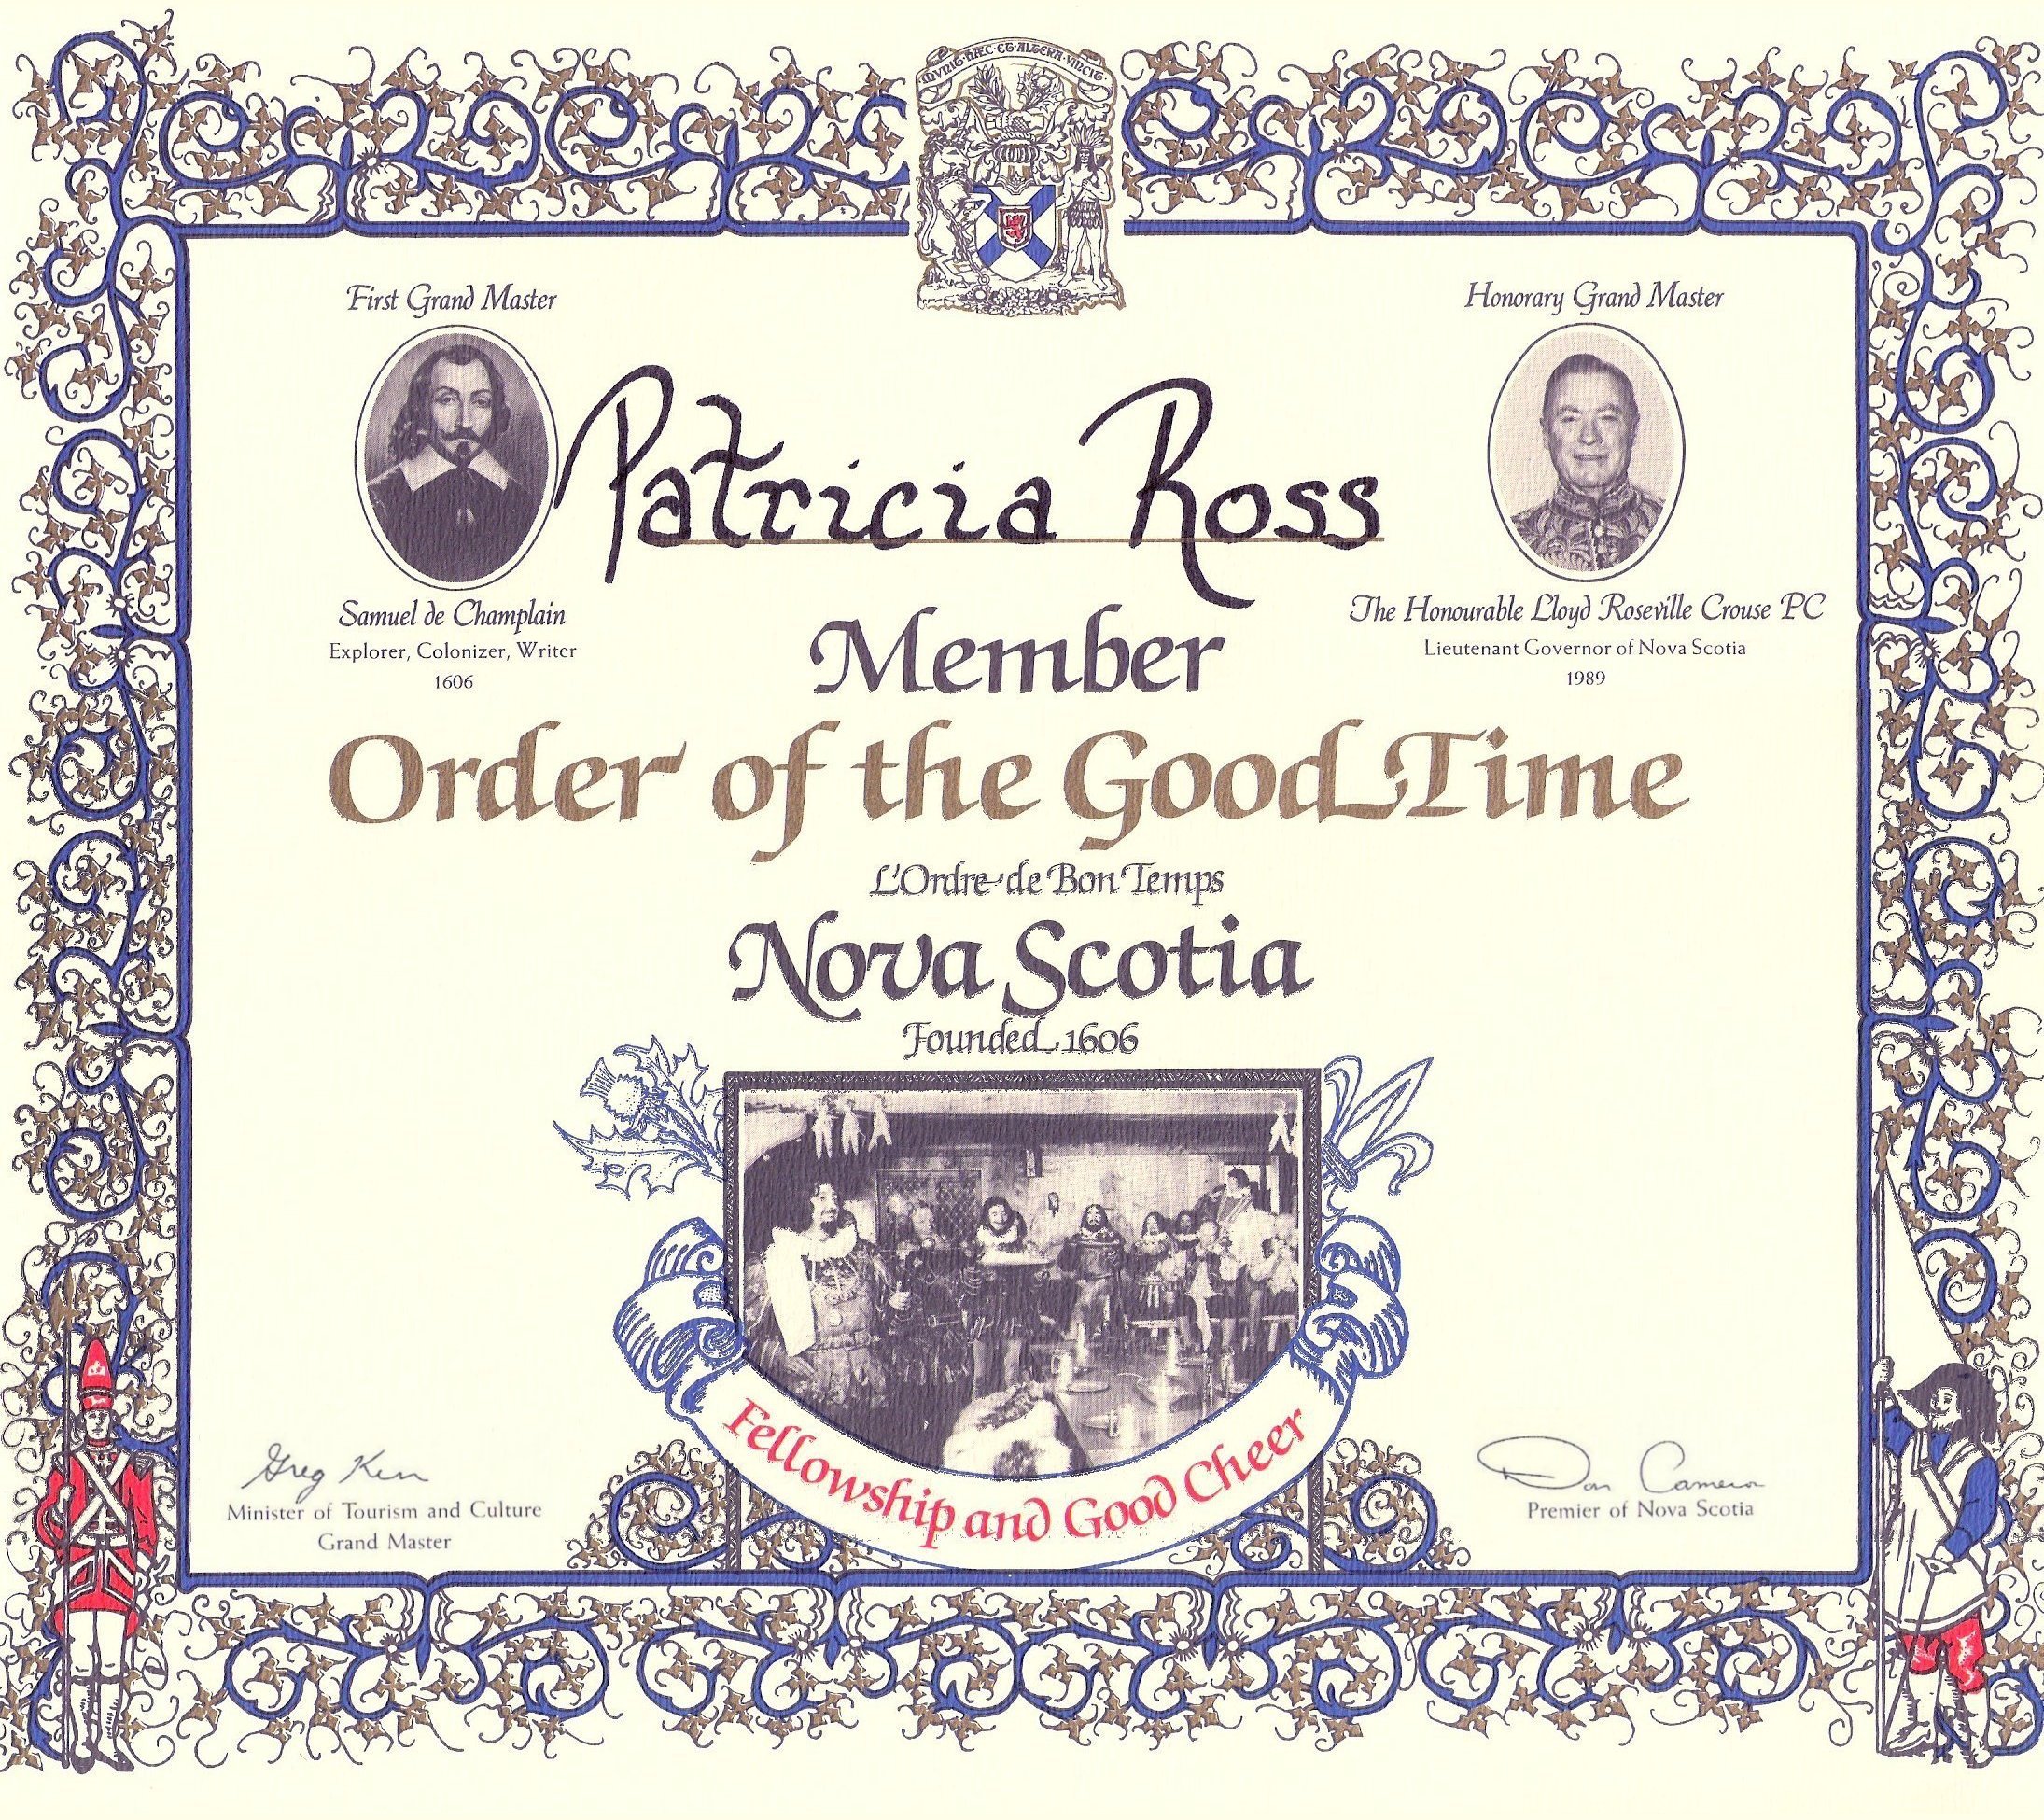 MVNIT·HÆC·ET·ALTERA·VINCIT
First Grand Master
Honorary Grand Master
Patricia Ross
Samuel de Champlain
Explorer, Colonizer, Writer
1606
The Honourable Lloyd Roseville Crouse PC
Lieutenant Governor of Nova Scotia
1989
Member
Order of the Good Time
L'Ordre de Bon Temps
Nova Scotia
Founded 1606
Fellowship and Good Cheer
Greg Kerr
Minister of Tourism and Culture
Grand Master
Don Cameron
Premier of Nova Scotia